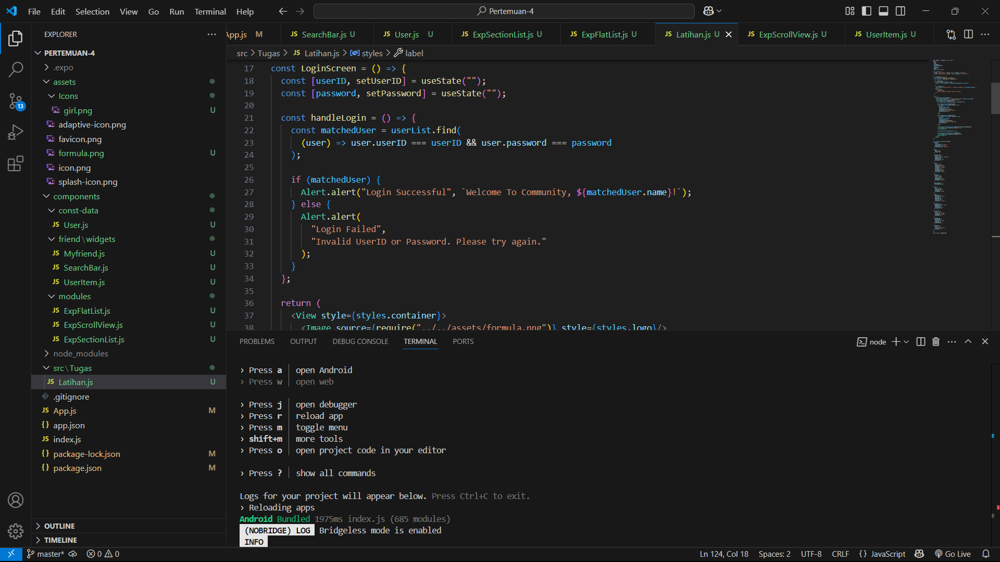 File Edit Selection View Go Run Terminal Help
Pertemuan-4
EXPLORER
PERTEMUAN-4
.expo
assets
Icons
girl.png U
adaptive-icon.png
favicon.png
formula.png U
icon.png
splash-icon.png
components
const-data
User.js U
friend\widgets
Myfriend.js U
SearchBar.js U
UserItem.js U
modules
ExpFlatList.js U
ExpScrollView.js U
ExpSectionList.js U
node_modules
src\Tugas
JS Latihan.js U
.gitignore
JS App.js M
{} app.json
JS index.js
{} package-lock.json M
{} package.json M
OUTLINE
TIMELINE
App.js M JS SearchBar.js U JS User.js U JS ExpSectionList.js U JS ExpFlatList.js U JS Latihan.js U JS ExpScrollView.js U JS UserItem.js U
src > Tugas > JS Latihan.js > styles > label
17 const LoginScreen = () => {
18 const [userID, setUserID] = useState("");
19 const [password, setPassword] = useState("");
20
21 const handleLogin = () => {
22 const matchedUser = userList.find(
23 (user) => user.userID === userID && user.password === password
24 );
25
26 if (matchedUser) {
27 Alert.alert("Login Successful", `Welcome To Community, ${matchedUser.name}!`);
28 } else {
29 Alert.alert(
30 "Login Failed",
31 "Invalid UserID or Password. Please try again."
32 );
33 }
34 };
35
36 return (
37 <View style={styles.container}>
38 <Image source={require("../../assets/formula.png")} style={styles.logo}/>
PROBLEMS OUTPUT DEBUG CONSOLE TERMINAL PORTS
node
› Press a │ open Android
› Press w │ open web
› Press j │ open debugger
› Press r │ reload app
› Press m │ toggle menu
› shift+m │ more tools
› Press o │ open project code in your editor
› Press ? │ show all commands
Logs for your project will appear below. Press Ctrl+C to exit.
› Reloading apps
Android Bundled 1975ms index.js (685 modules)
(NOBRIDGE) LOG Bridgeless mode is enabled
INFO
13
master* 0 0
Ln 124, Col 18 Spaces: 2 UTF-8 CRLF {} JavaScript Go Live